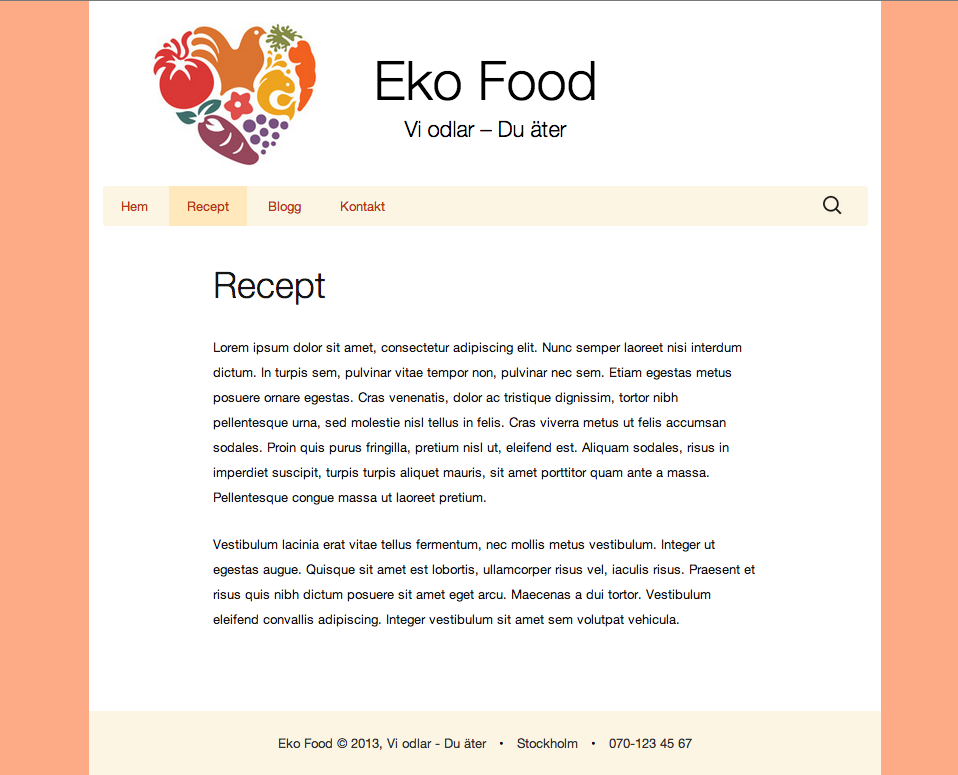 Eko Food
Vi odlar – Du äter
Hem Recept Blogg Kontakt
Recept
Lorem ipsum dolor sit amet, consectetur adipiscing elit. Nunc semper laoreet nisi interdum
dictum. In turpis sem, pulvinar vitae tempor non, pulvinar nec sem. Etiam egestas metus
posuere ornare egestas. Cras venenatis, dolor ac tristique dignissim, tortor nibh
pellentesque urna, sed molestie nisl tellus in felis. Cras viverra metus ut felis accumsan
sodales. Proin quis purus fringilla, pretium nisl ut, eleifend est. Aliquam sodales, risus in
imperdiet suscipit, turpis turpis aliquet mauris, sit amet porttitor quam ante a massa.
Pellentesque congue massa ut laoreet pretium.
Vestibulum lacinia erat vitae tellus fermentum, nec mollis metus vestibulum. Integer ut
egestas augue. Quisque sit amet est lobortis, ullamcorper risus vel, iaculis risus. Praesent et
risus quis nibh dictum posuere sit amet eget arcu. Maecenas a dui tortor. Vestibulum
eleifend convallis adipiscing. Integer vestibulum sit amet sem volutpat vehicula.
Eko Food © 2013, Vi odlar - Du äter • Stockholm • 070-123 45 67